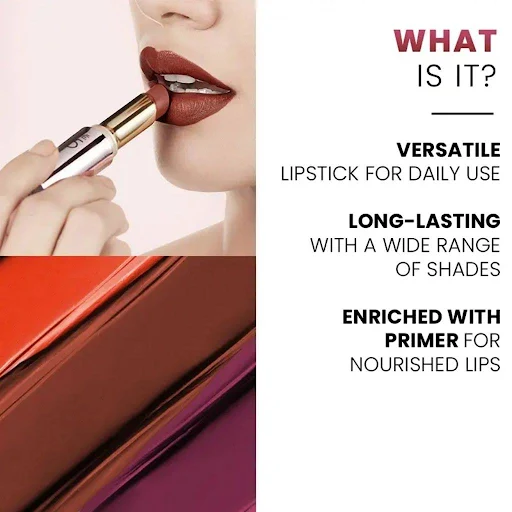 WHAT
IS IT?
VERSATILE
LIPSTICK FOR DAILY USE
LONG-LASTING
WITH A WIDE RANGE
OF SHADES
ENRICHED WITH
PRIMER FOR
NOURISHED LIPS